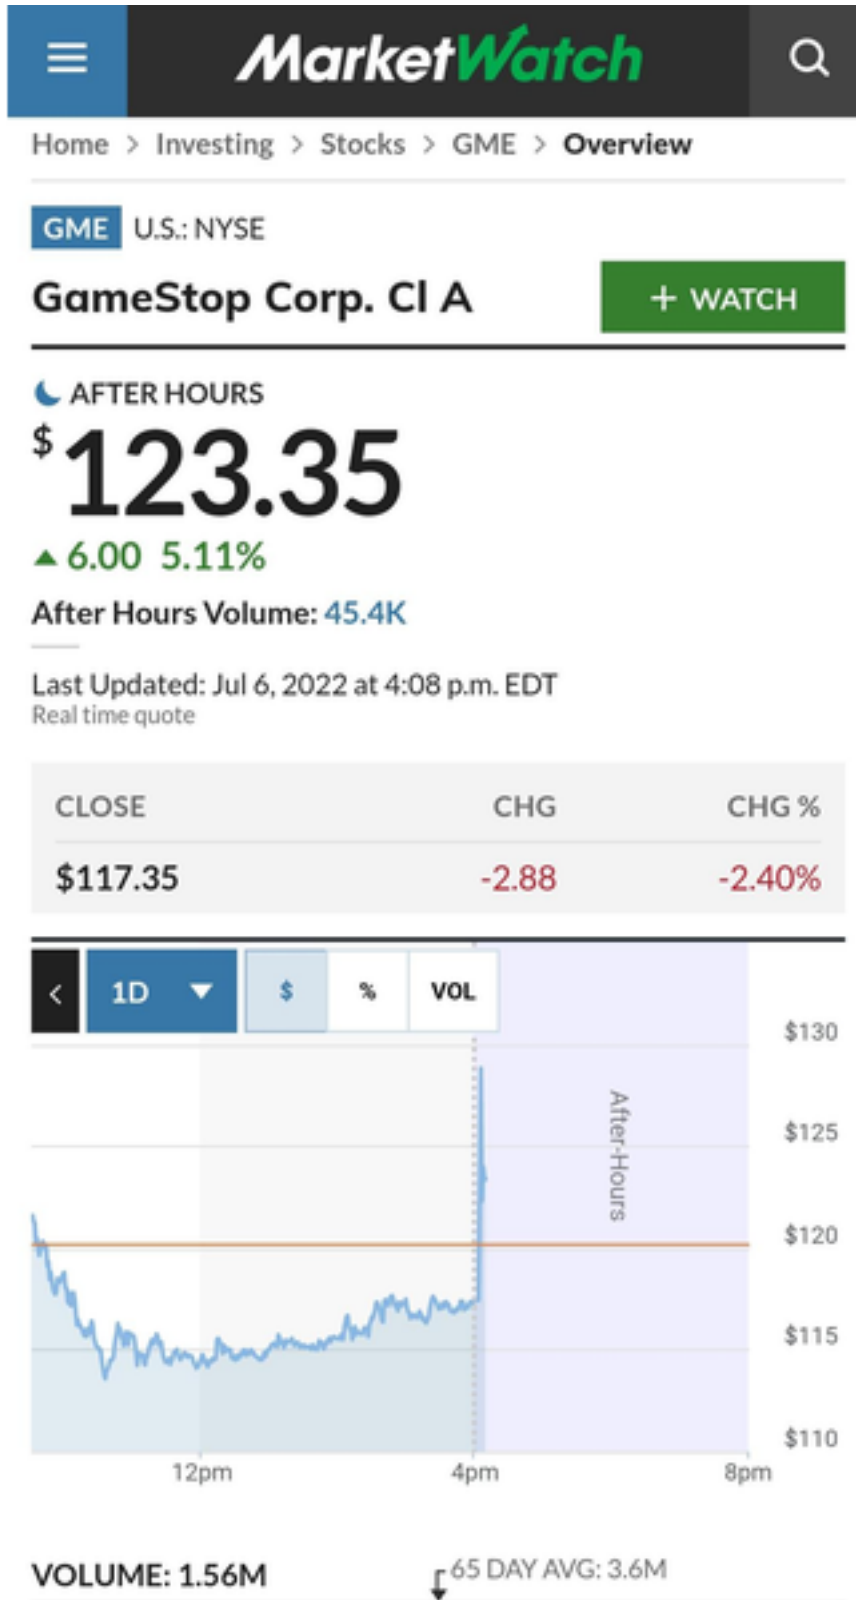 MarketWatch
Home > Investing > Stocks > GME > Overview
GME U.S.: NYSE
GameStop Corp. Cl A
+ WATCH
AFTER HOURS
$123.35
▲ 6.00 5.11%
After Hours Volume: 45.4K
Last Updated: Jul 6, 2022 at 4:08 p.m. EDT
Real time quote
CLOSE CHG CHG %
$117.35 -2.88 -2.40%
< 1D ▼ $ % VOL
$130
$125
After-Hours
$120
$115
$110
12pm 4pm 8pm
VOLUME: 1.56M 65 DAY AVG: 3.6M